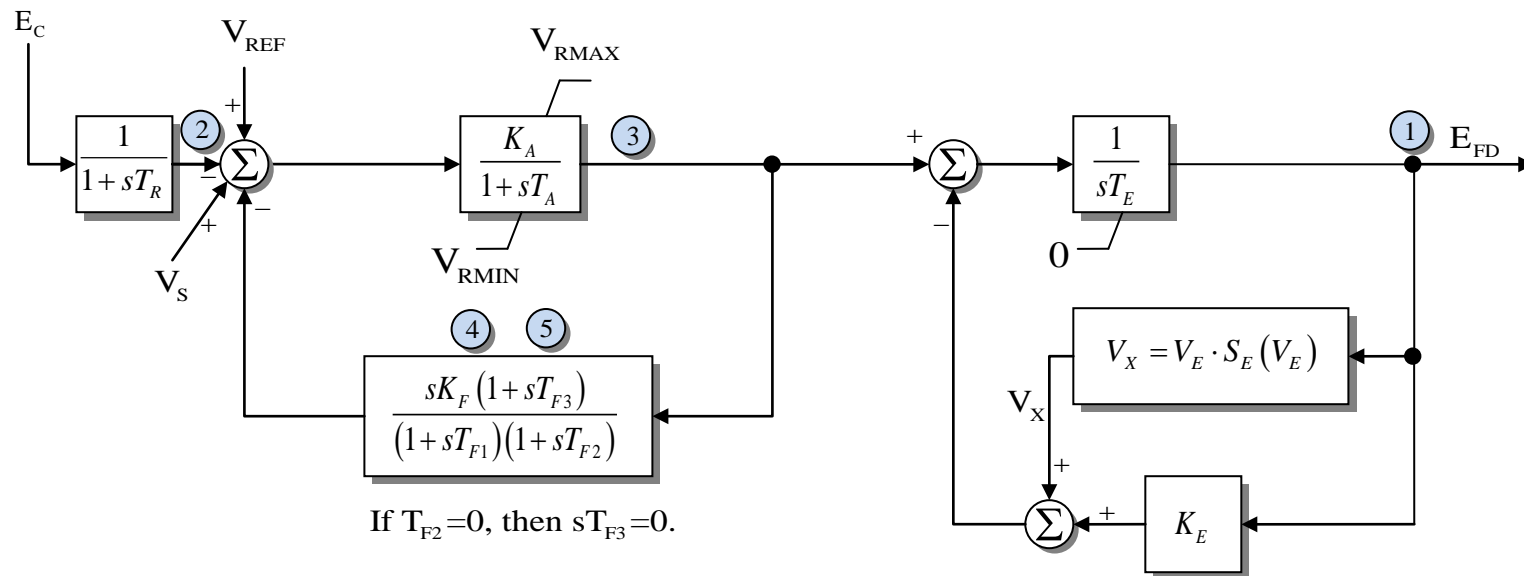 E_C
V_REF
V_RMAX
1
E_FD
2
3
+
+
K_A
1
1
1 + sT_R
−
Σ
1 + sT_A
Σ
sT_E
−
+
−
V_S
V_RMIN
0
4
5
V_X = V_E · S_E(V_E)
sK_F(1 + sT_F3)
(1 + sT_F1)(1 + sT_F2)
V_X
+
If T_F2=0, then sT_F3=0.
Σ
+
K_E